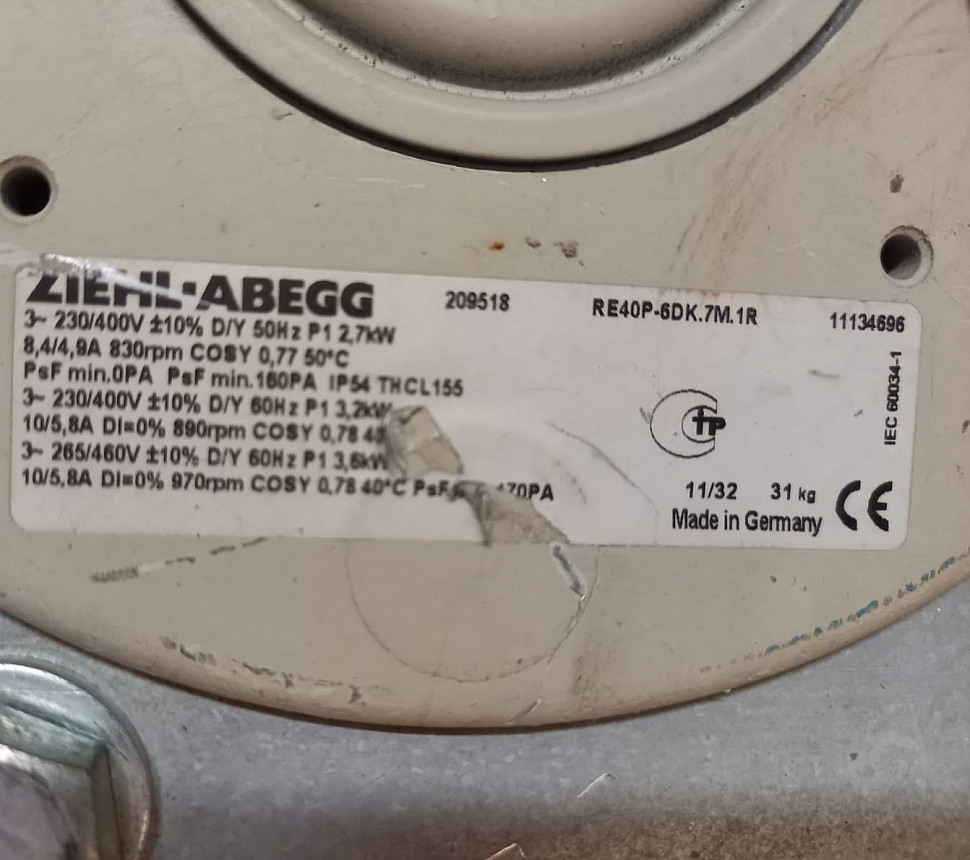 ZIEHL-ABEGG
209518
RE40P-6DK.7M.1R
11134696
3~ 230/400V ±10% D/Y 50Hz P1 2,7kW
8,4/4,9A 830rpm COSY 0,77 50°C
PsF min.0PA PsF min.160PA IP54 THCL155
3~ 230/400V ±10% D/Y 60Hz P1 3,2kW
10/5,8A DI=0% 890rpm COSY 0,78
3~ 265/460V ±10% D/Y 60Hz P1 3,6kW
10/5,8A DI=0% 970rpm COSY 0,78 40°C PsF 170PA
IEC 60034-1
tP
11/32 31 kg
CE
Made in Germany